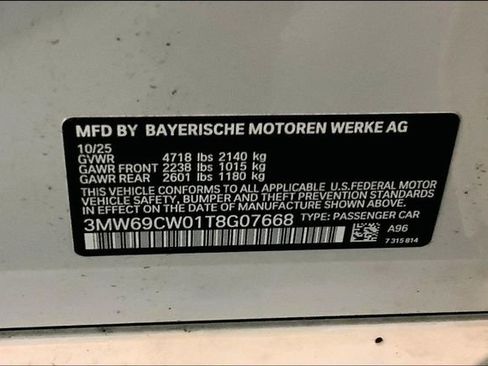 MFD BY BAYERISCHE MOTOREN WERKE AG
10/25
GVWR 4718 lbs 2140 kg
GAWR FRONT 2238 lbs 1015 kg
GAWR REAR 2601 lbs 1180 kg
THIS VEHICLE CONFORMS TO ALL APPLICABLE U.S.FEDERAL MOTOR
VEHICLE SAFETY, BUMPER AND THEFT PREVENTION STANDARDS
IN EFFECT ON THE DATE OF MANUFACTURE SHOWN ABOVE.
3MW69CW01T8G07668 TYPE: PASSENGER CAR
A96
7 315 814